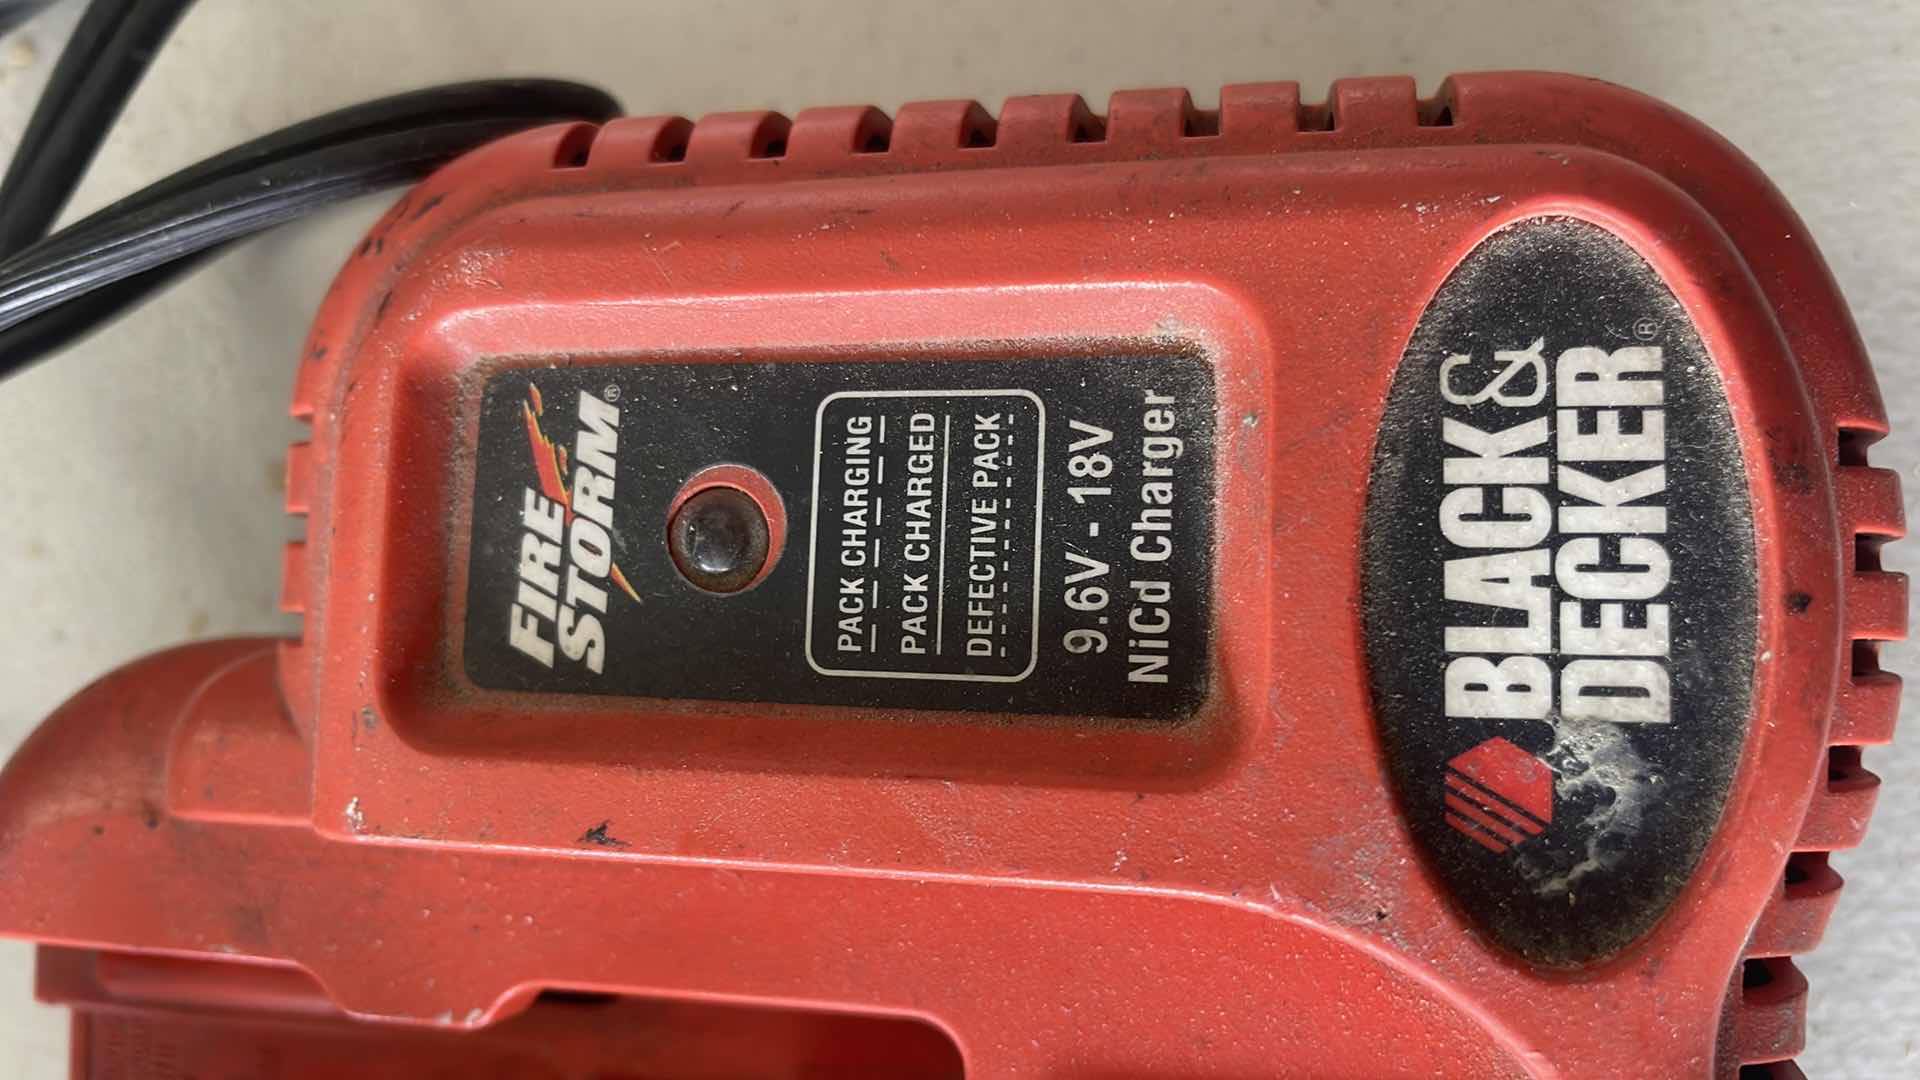 FIRE
STORM®
PACK CHARGING
PACK CHARGED
DEFECTIVE PACK
9.6V - 18V
NiCd Charger
BLACK&
DECKER®